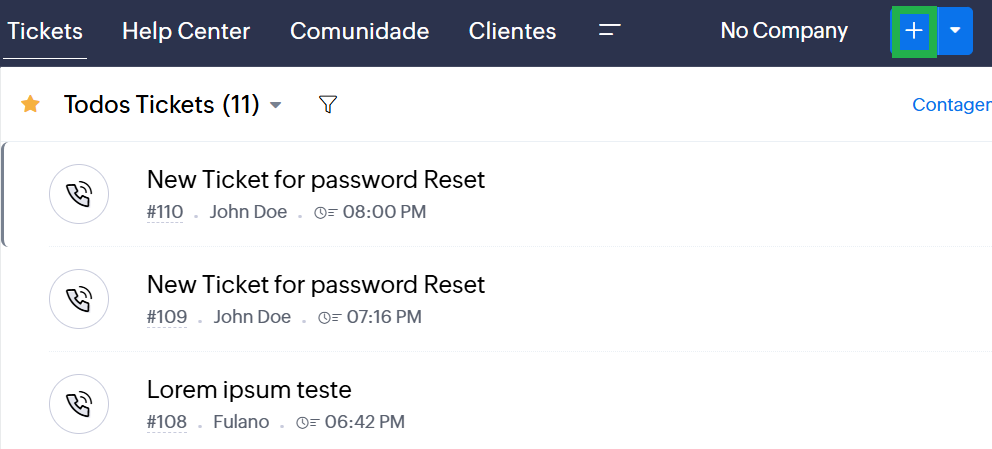 Tickets Help Center Comunidade Clientes No Company
Todos Tickets (11) Contager
New Ticket for password Reset
#110 . John Doe . 08:00 PM
New Ticket for password Reset
#109 . John Doe . 07:16 PM
Lorem ipsum teste
#108 . Fulano . 06:42 PM